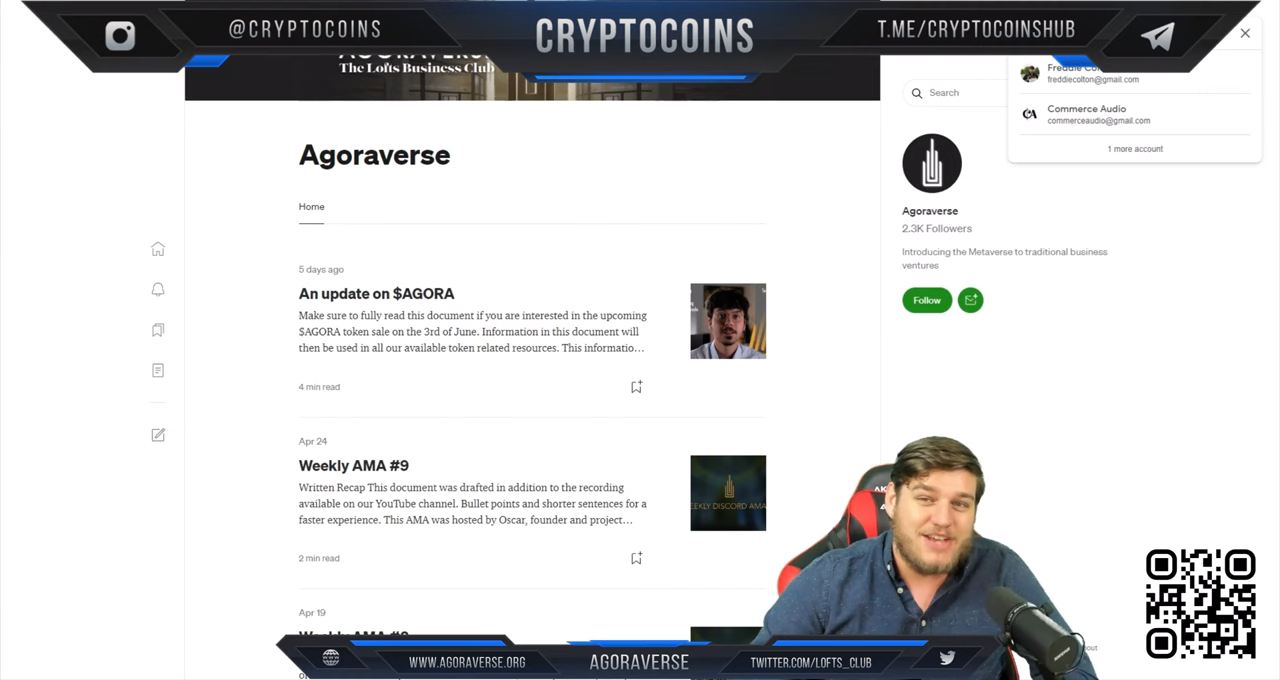 @CRYPTOCOINS
CRYPTOCOINS
T.ME/CRYPTOCOINSHUB
The Lofts Business Club
Search
freddiecolton@gmail.com
Commerce Audio
commerceaudio@gmail.com
1 more account
Agoraverse
Home
Agoraverse
2.3K Followers
Introducing the Metaverse to traditional business
ventures
Follow
5 days ago
An update on $AGORA
Make sure to fully read this document if you are interested in the upcoming
$AGORA token sale on the 3rd of June. Information in this document will
then be used in all our available token related resources. This informatio…
4 min read
Apr 24
Weekly AMA #9
Written Recap This document was drafted in addition to the recording
available on our YouTube channel. Bullet points and shorter sentences for a
faster experience. This AMA was hosted by Oscar, founder and project…
EEKLY DISCORD AMA
2 min read
Apr 19
WWW.AGORAVERSE.ORG
AGORAVERSE
TWITTER.COM/LOFTS_CLUB